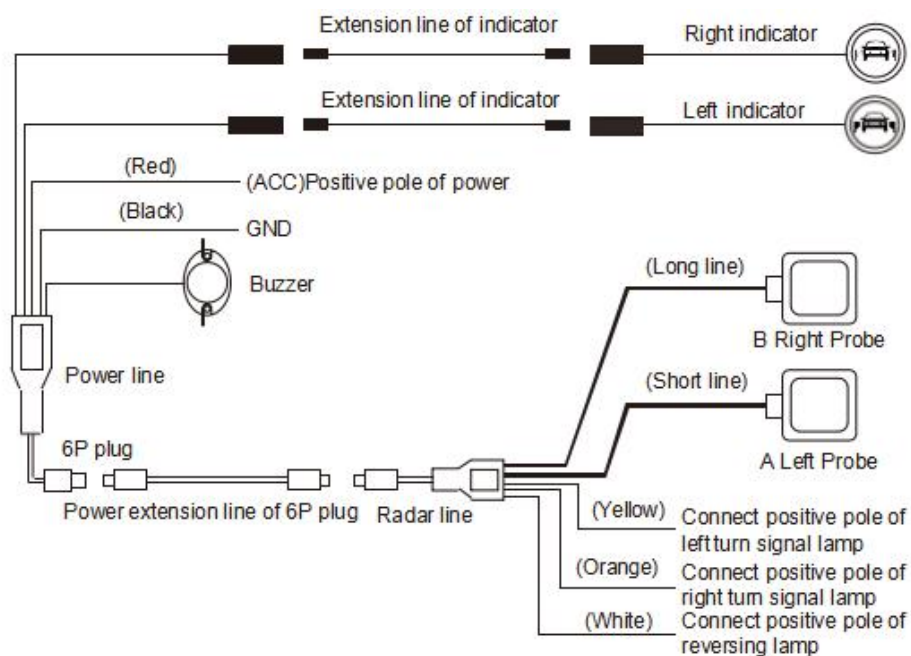 Extension line of indicator
Right indicator
Extension line of indicator
Left indicator
(Red)
(ACC)Positive pole of power
(Black)
GND
Buzzer
(Long line)
B Right Probe
Power line
(Short line)
6P plug
A Left Probe
Power extension line of 6P plug
Radar line
(Yellow)
Connect positive pole of
left turn signal lamp
(Orange)
Connect positive pole of
right turn signal lamp
(White)
Connect positive pole of
reversing lamp